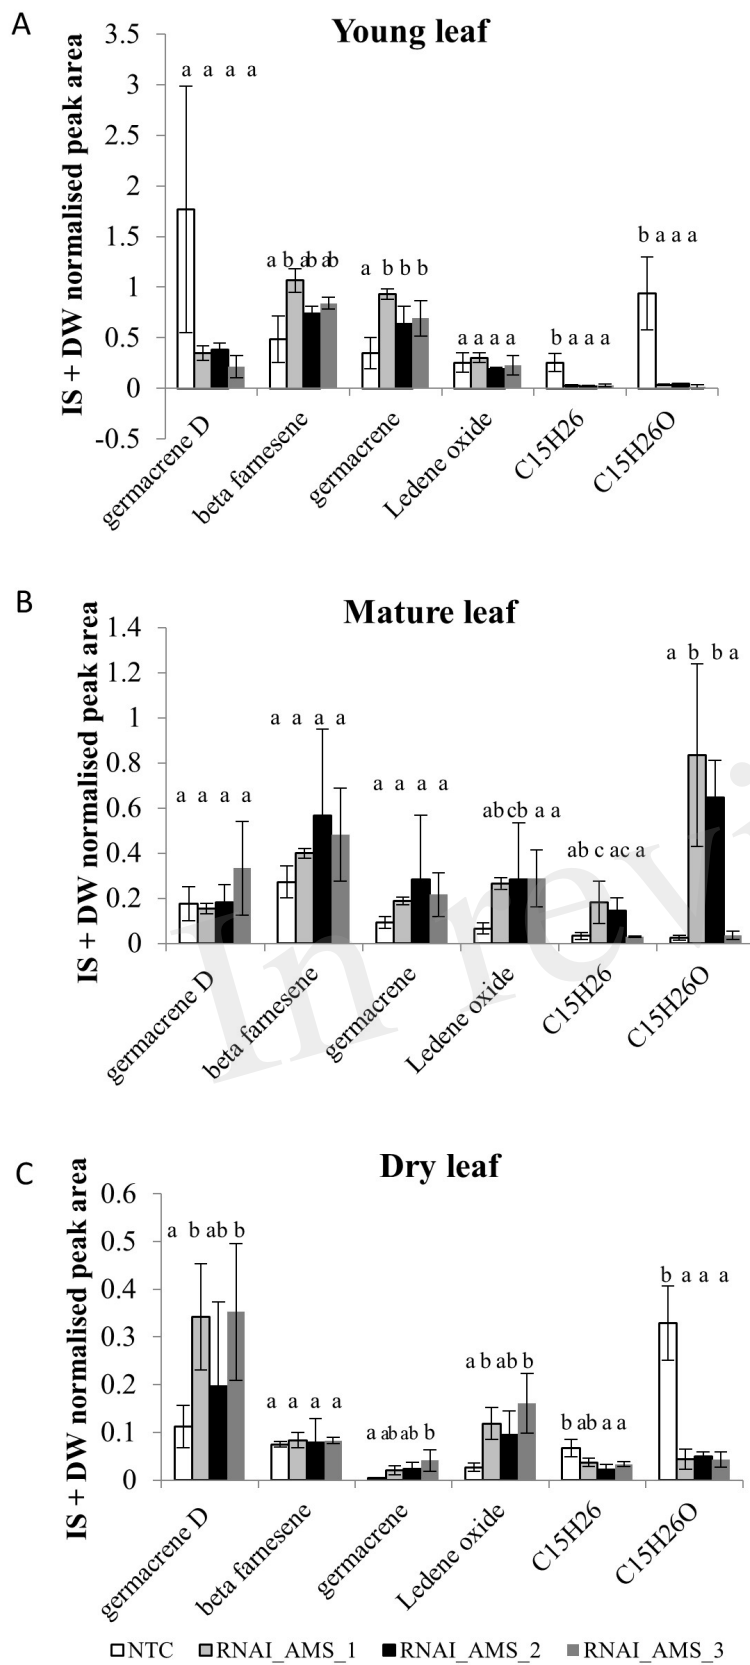 A
Young leaf
IS + DW normalised peak area
3.5
3
2.5
2
1.5
1
0.5
0
-0.5
a a a a
a b ab ab
a b b b
a a a a
b a a a
b a a a
germacrene D
beta farnesene
germacrene
Ledene oxide
C15H26
C15H26O
B
Mature leaf
IS + DW normalised peak area
1.4
1.2
1
0.8
0.6
0.4
0.2
0
a a a a
a a a a
a a a a
ab cb a a
ab c ac a
a b b a
germacrene D
beta farnesene
germacrene
Ledene oxide
C15H26
C15H26O
In revi
C
Dry leaf
IS + DW normalised peak area
0.6
0.5
0.4
0.3
0.2
0.1
0
a b ab b
a a a a
a ab ab b
a b ab b
b ab a a
b a a a
germacrene D
beta farnesene
germacrene
Ledene oxide
C15H26
C15H26O
NTC RNAI_AMS_1 RNAI_AMS_2 RNAI_AMS_3